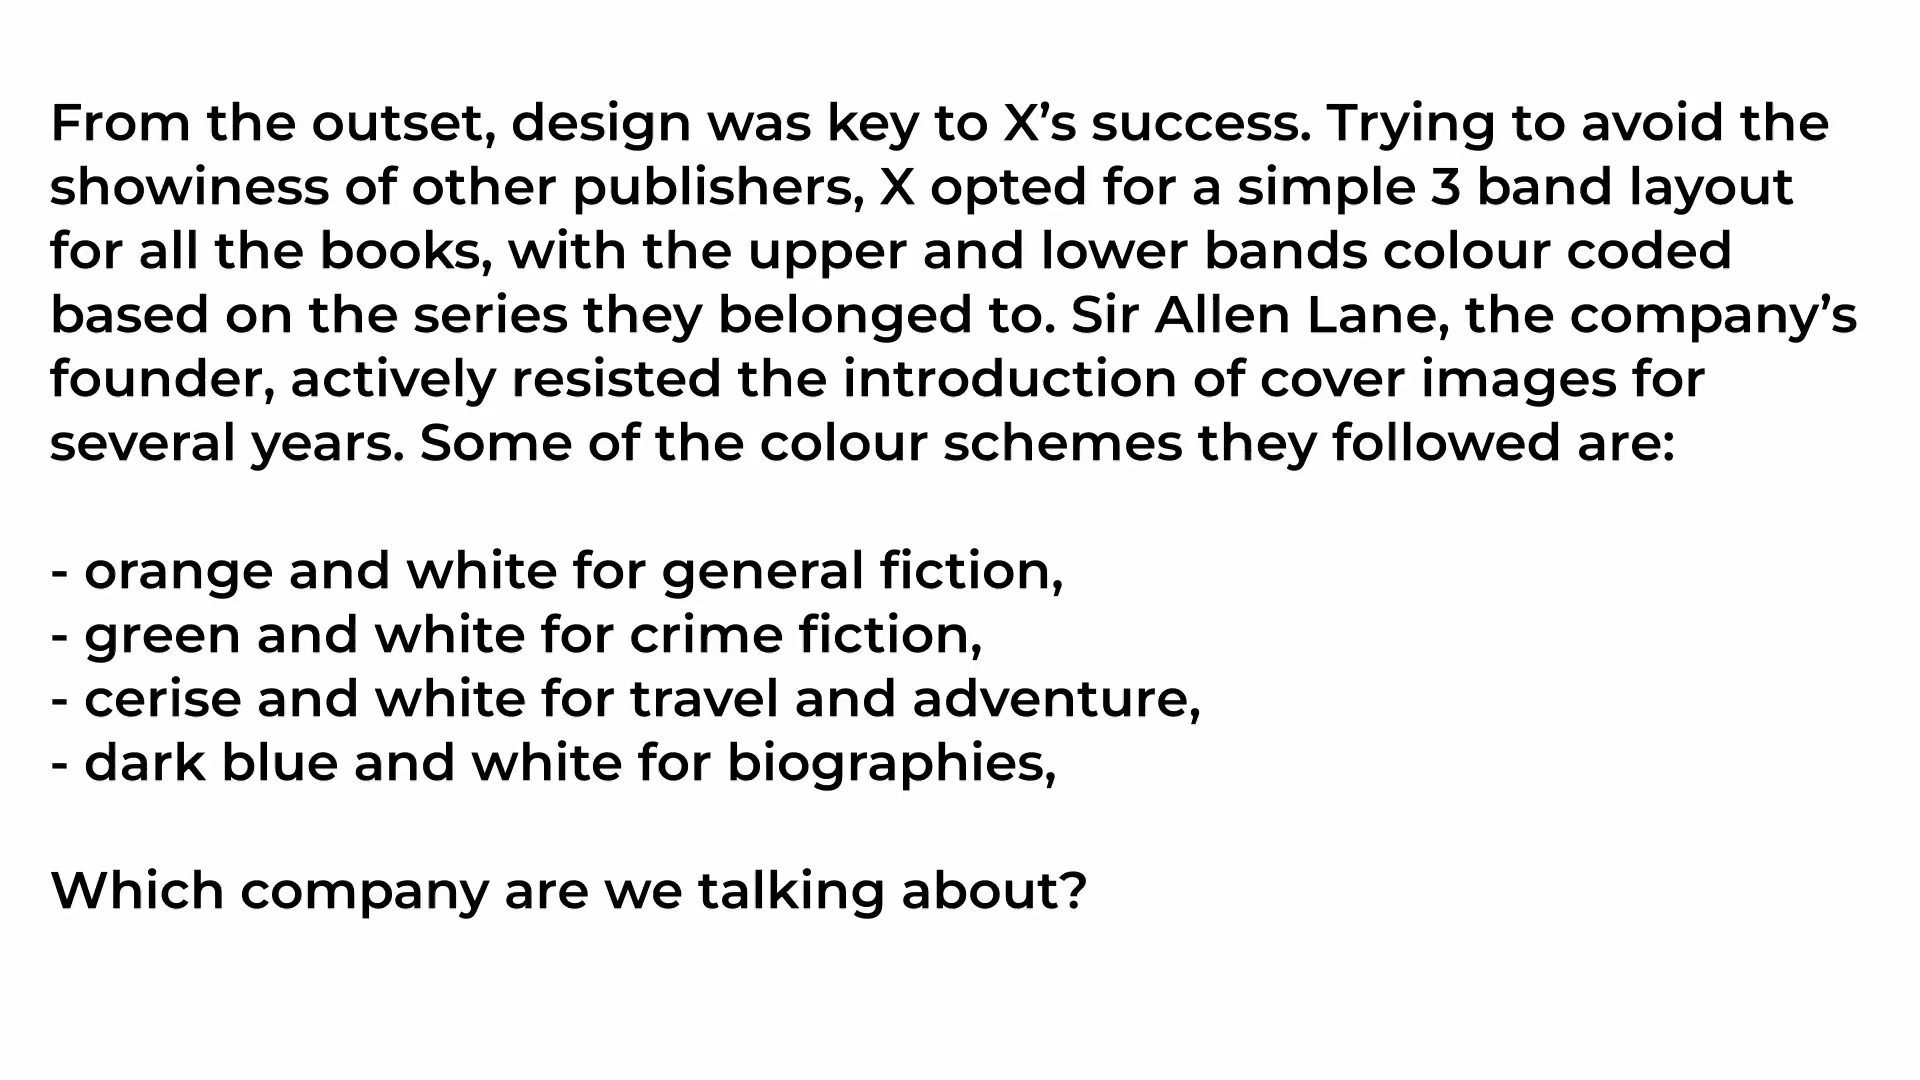 From the outset, design was key to X’s success. Trying to avoid the
showiness of other publishers, X opted for a simple 3 band layout
for all the books, with the upper and lower bands colour coded
based on the series they belonged to. Sir Allen Lane, the company’s
founder, actively resisted the introduction of cover images for
several years. Some of the colour schemes they followed are:
- orange and white for general fiction,
- green and white for crime fiction,
- cerise and white for travel and adventure,
- dark blue and white for biographies,
Which company are we talking about?